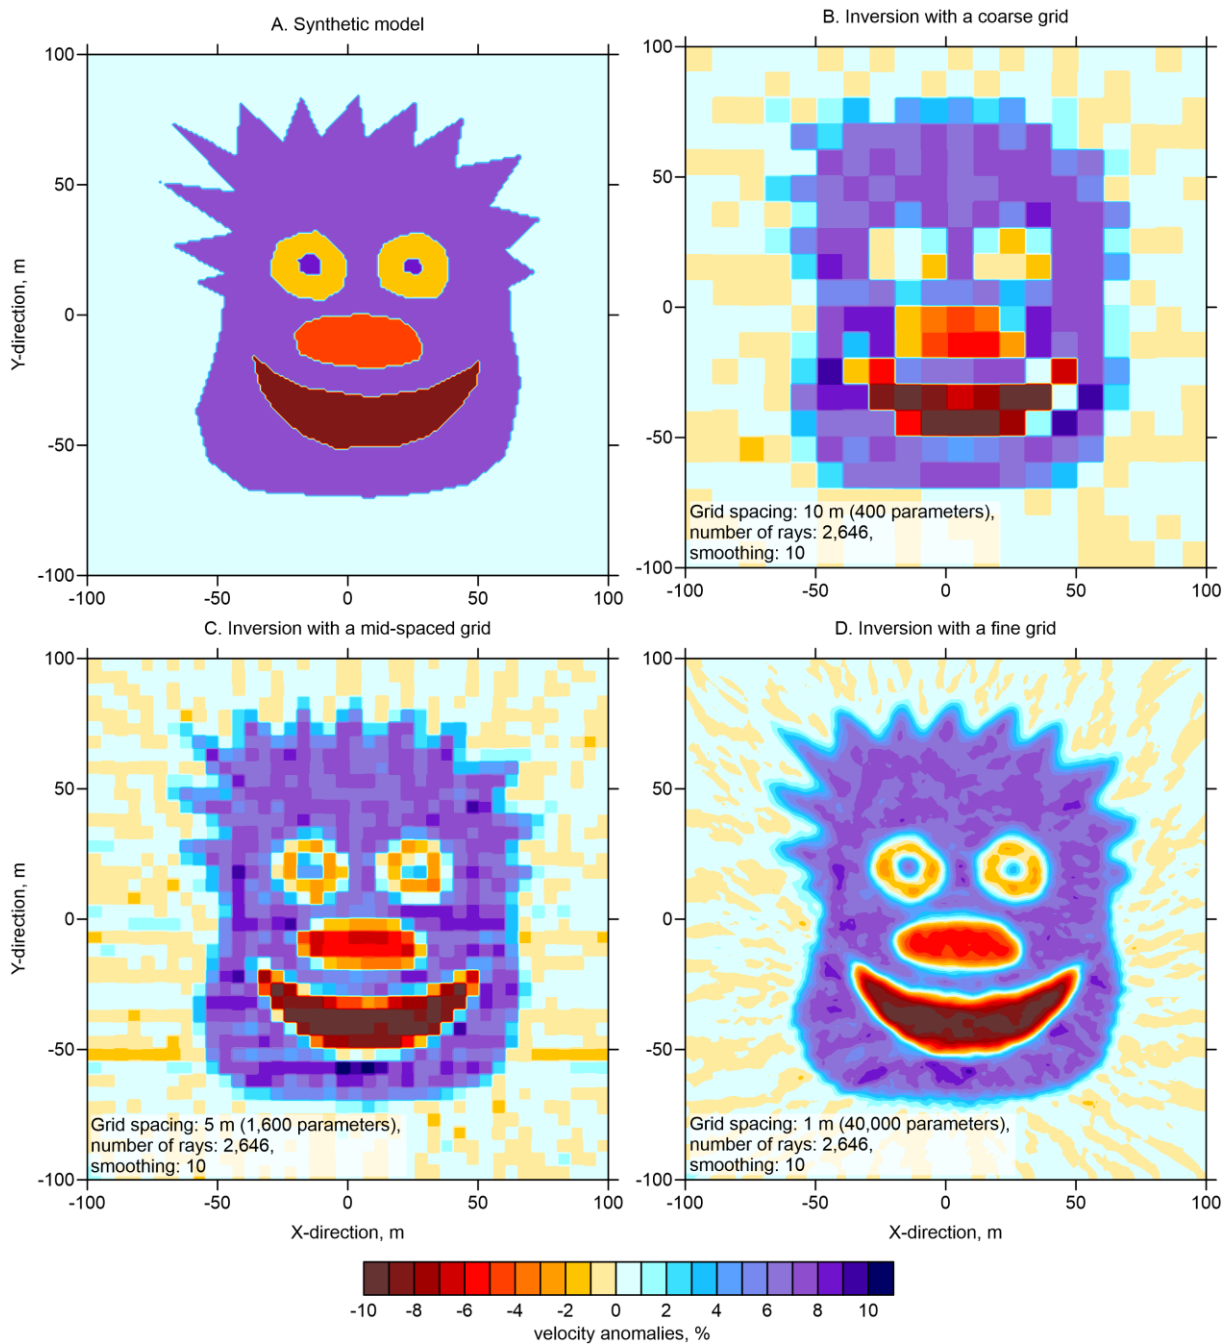 A. Synthetic model
B. Inversion with a coarse grid
100
50
0
-50
-100
Y-direction, m
-100 -50 0 50 100
100
50
0
-50
-100
Grid spacing: 10 m (400 parameters),
number of rays: 2,646,
smoothing: 10
-100 -50 0 50 100
C. Inversion with a mid-spaced grid
D. Inversion with a fine grid
100
50
0
-50
-100
Y-direction, m
Grid spacing: 5 m (1,600 parameters),
number of rays: 2,646,
smoothing: 10
-100 -50 0 50 100
X-direction, m
100
50
0
-50
-100
Grid spacing: 1 m (40,000 parameters),
number of rays: 2,646,
smoothing: 10
-100 -50 0 50 100
X-direction, m
-10 -8 -6 -4 -2 0 2 4 6 8 10
velocity anomalies, %